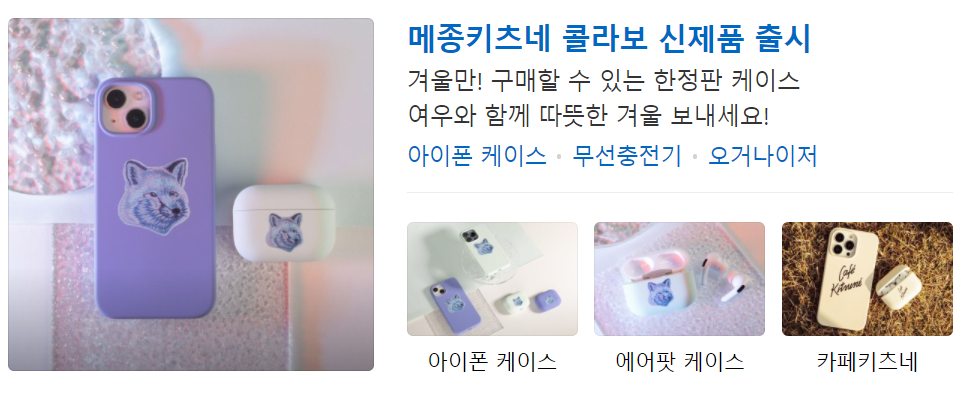 메종키츠네 콜라보 신제품 출시
겨울만! 구매할 수 있는 한정판 케이스
여우와 함께 따뜻한 겨울 보내세요!
아이폰 케이스 · 무선충전기 · 오거나이저
Café
Kitsuné
아이폰 케이스
에어팟 케이스
카페키츠네